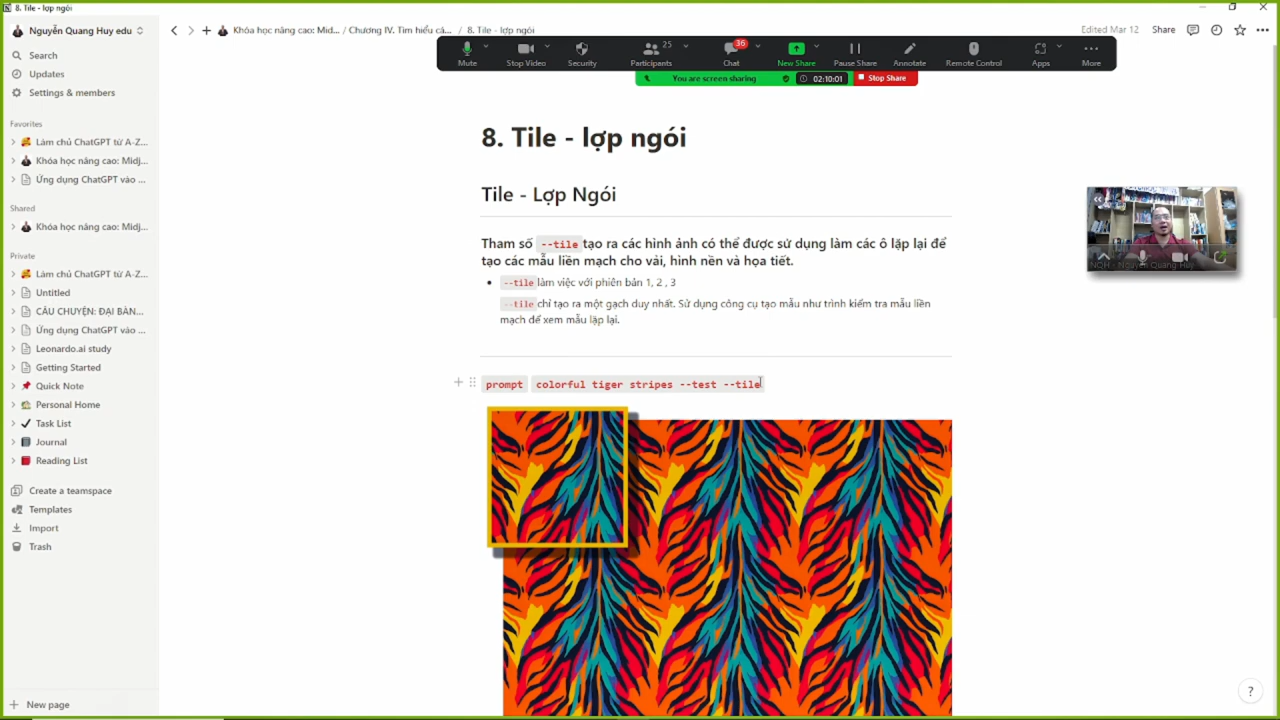 8. Tile - lợp ngói
Nguyễn Quang Huy edu
Khóa học nâng cao: Mid... / Chương IV. Tìm hiểu cá... / 8. Tile - lợp ngói
Edited Mar 12
Share
Search
Updates
Settings & members
Favorites
Làm chủ ChatGPT từ A-Z...
Khóa học nâng cao: Midj...
Ứng dụng ChatGPT vào ...
Shared
Khóa học nâng cao: Midj...
Private
Làm chủ ChatGPT từ A-Z...
Untitled
CÂU CHUYỆN: ĐẠI BÀN...
Ứng dụng ChatGPT vào ...
Leonardo.ai study
Getting Started
Quick Note
Personal Home
Task List
Journal
Reading List
Create a teamspace
Templates
Import
Trash
New page
Mute
Stop Video
Security
25
Participants
36
Chat
New Share
Pause Share
Annotate
Remote Control
Apps
More
You are screen sharing
02:10:01
Stop Share
8. Tile - lợp ngói
Tile - Lợp Ngói
Tham số --tile tạo ra các hình ảnh có thể được sử dụng làm các ô lặp lại để
tạo các mẫu liền mạch cho vải, hình nền và họa tiết.
--tile làm việc với phiên bản 1, 2 , 3
--tile chỉ tạo ra một gạch duy nhất. Sử dụng công cụ tạo mẫu như trình kiểm tra mẫu liền
mạch để xem mẫu lặp lại.
prompt colorful tiger stripes --test --tile
NQH - Nguyễn Quang Huy
?